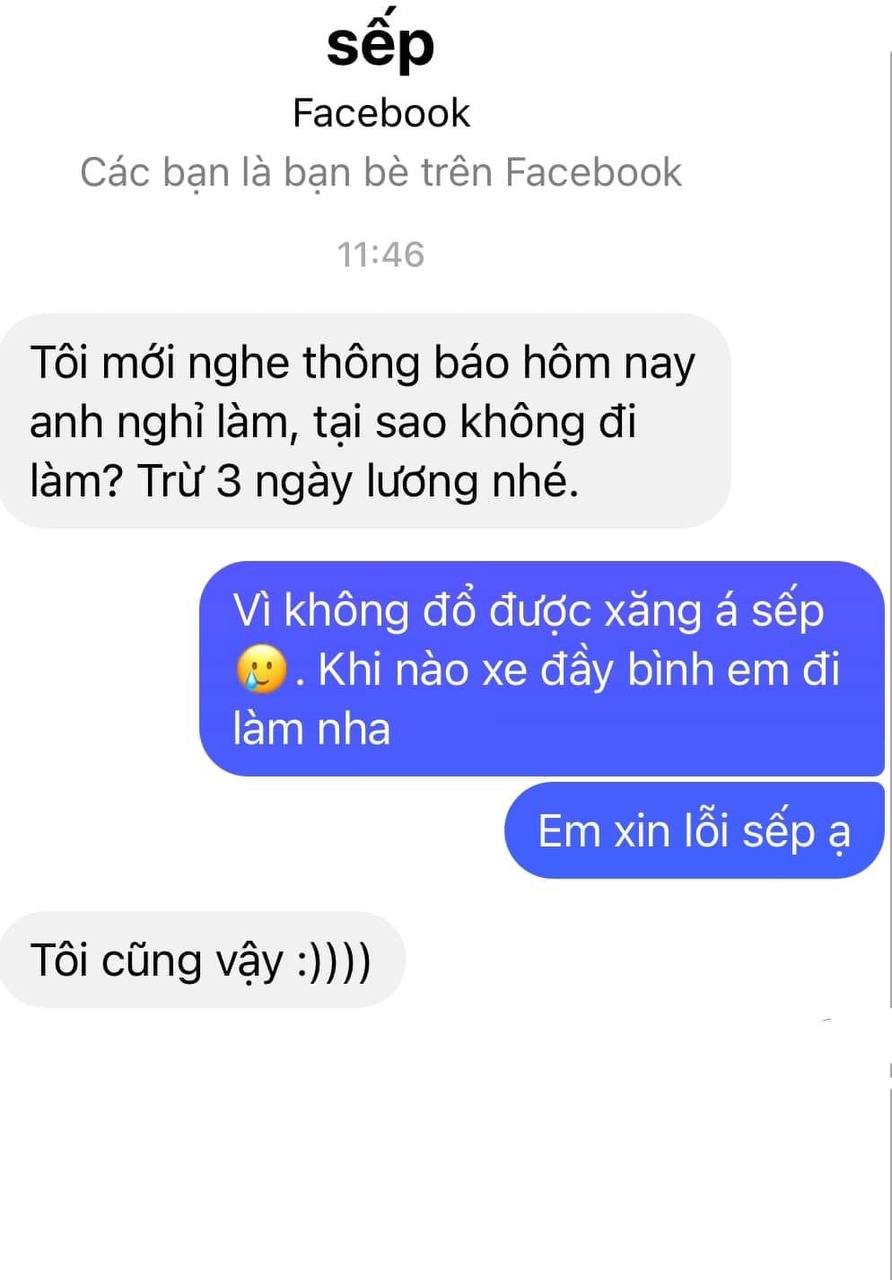 sếp
Facebook
Các bạn là bạn bè trên Facebook
11:46
Tôi mới nghe thông báo hôm nay
anh nghỉ làm, tại sao không đi
làm? Trừ 3 ngày lương nhé.
Vì không đổ được xăng á sếp
🥲. Khi nào xe đầy bình em đi
làm nha
Em xin lỗi sếp ạ
Tôi cũng vậy :))))